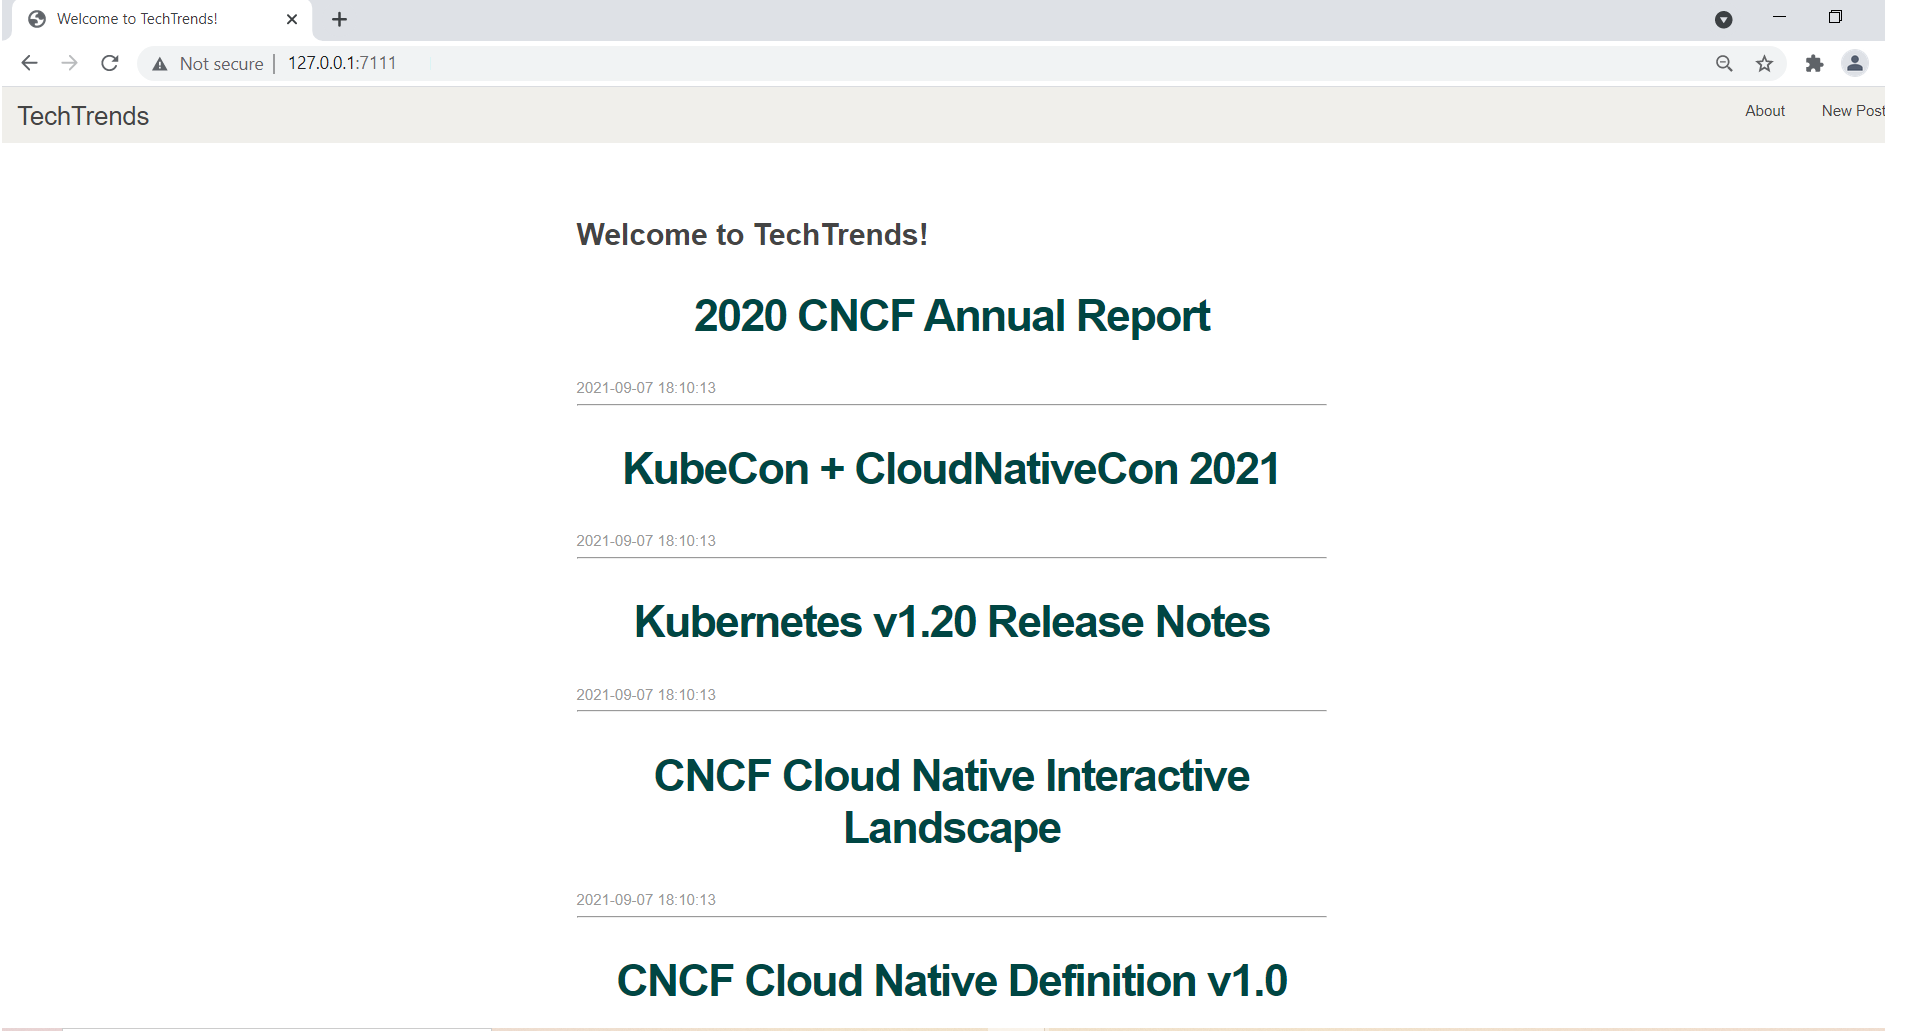 Welcome to TechTrends!
Not secure | 127.0.0.1:7111
TechTrends
About
New Post
Welcome to TechTrends!
2020 CNCF Annual Report
2021-09-07 18:10:13
KubeCon + CloudNativeCon 2021
2021-09-07 18:10:13
Kubernetes v1.20 Release Notes
2021-09-07 18:10:13
CNCF Cloud Native Interactive
Landscape
2021-09-07 18:10:13
CNCF Cloud Native Definition v1.0